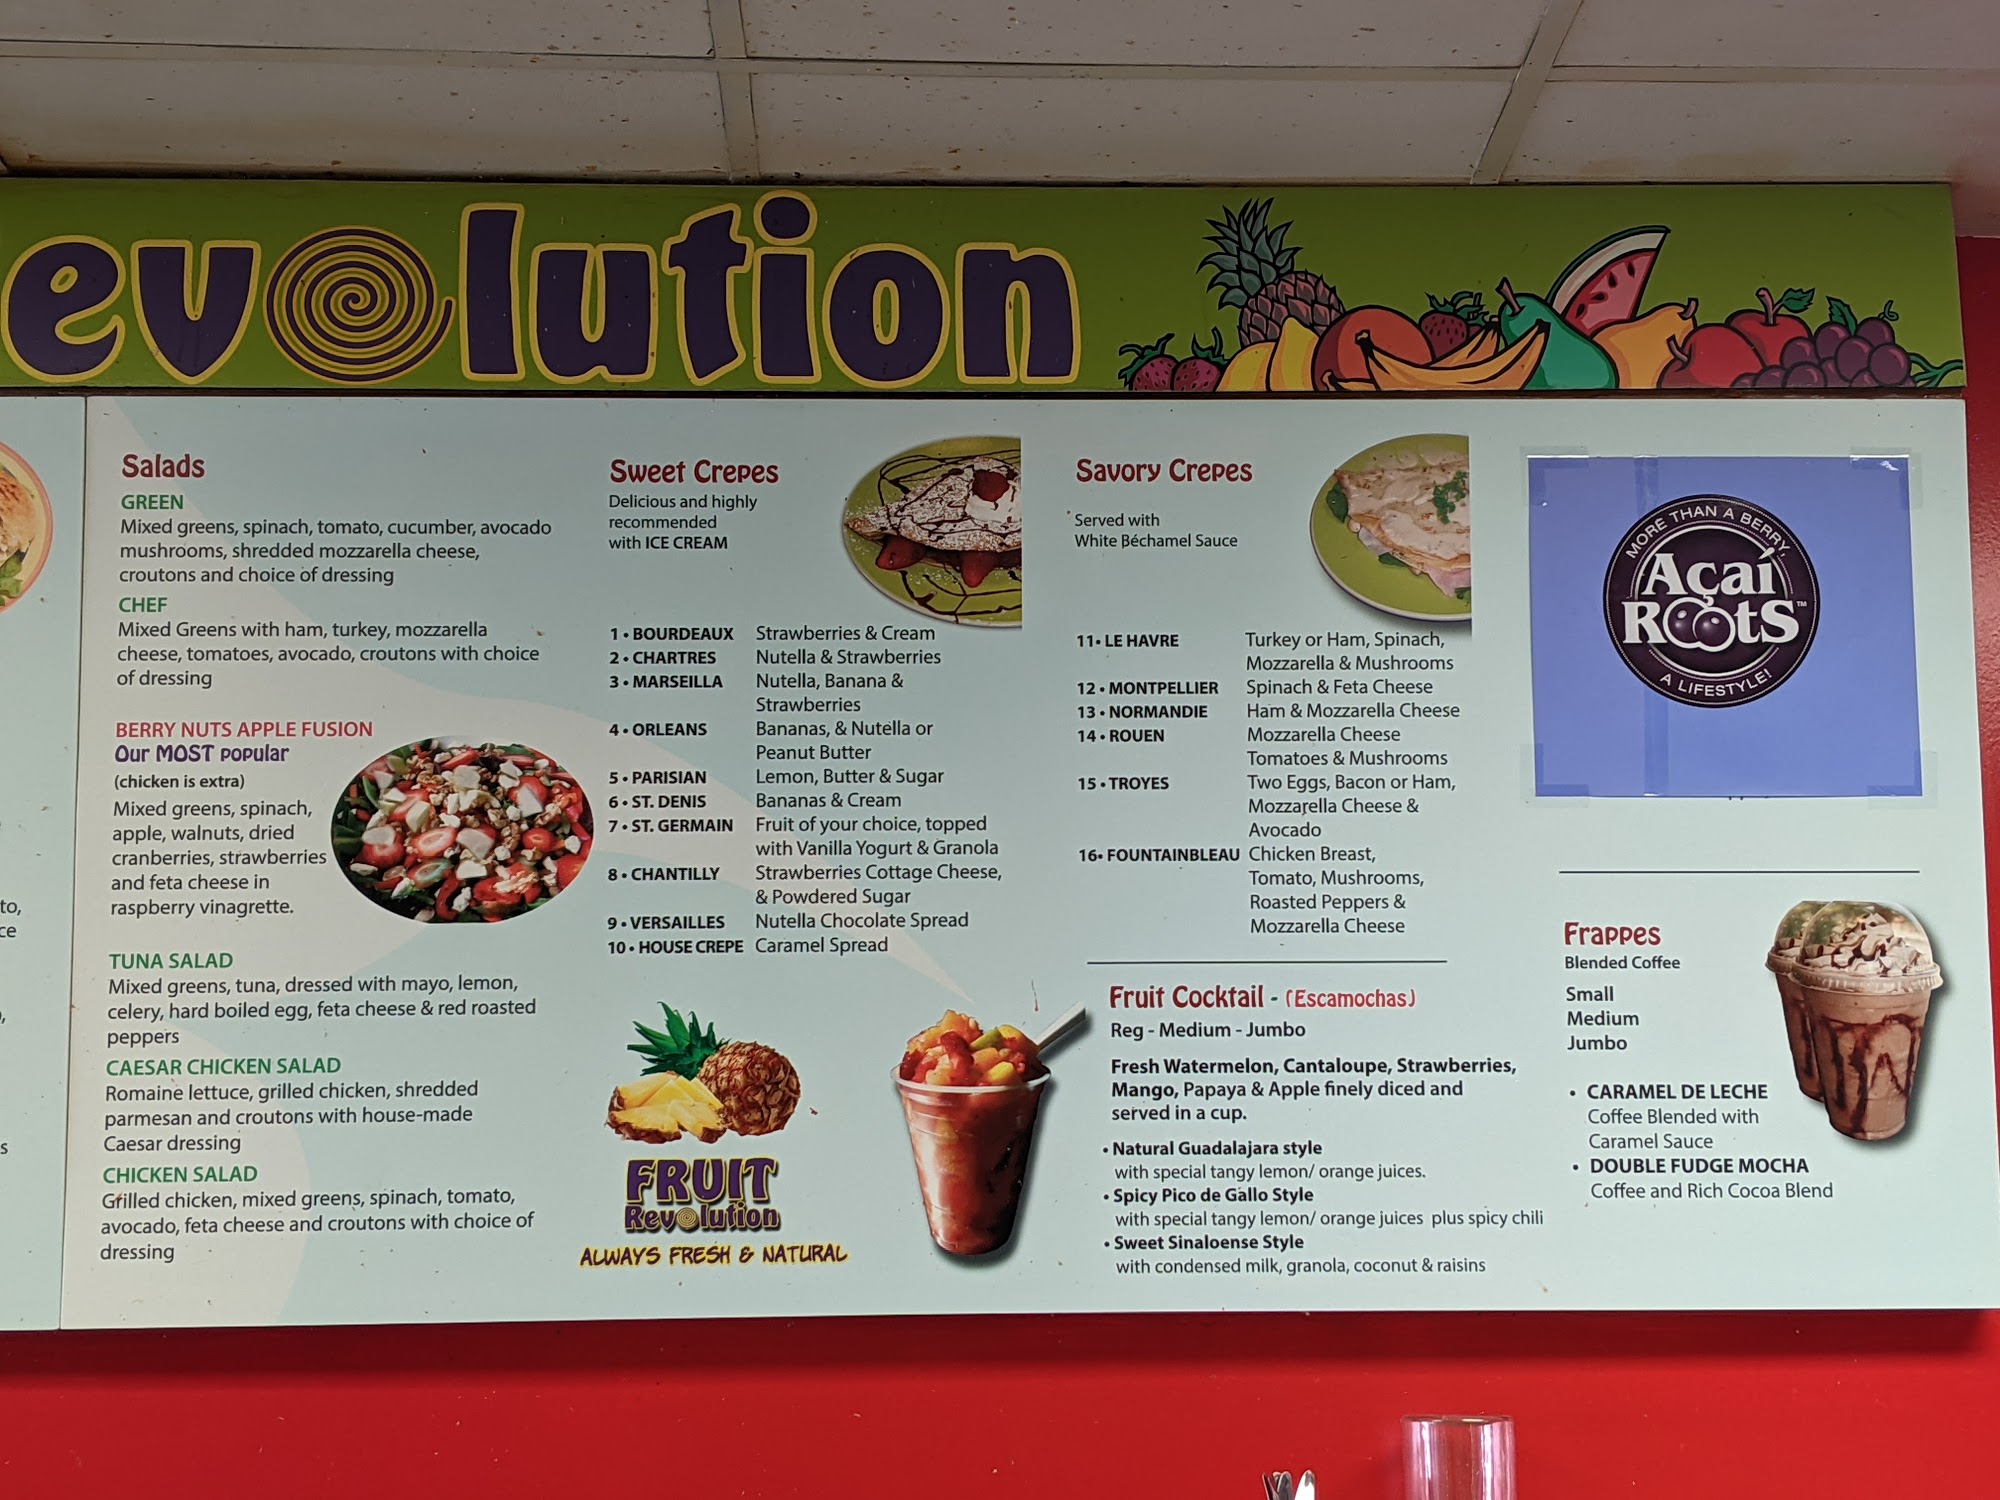 evolution
Salads
GREEN
Mixed greens, spinach, tomato, cucumber, avocado
mushrooms, shredded mozzarella cheese,
croutons and choice of dressing
CHEF
Mixed Greens with ham, turkey, mozzarella
cheese, tomatoes, avocado, croutons with choice
of dressing
BERRY NUTS APPLE FUSION
Our MOST popular
(chicken is extra)
Mixed greens, spinach,
apple, walnuts, dried
cranberries, strawberries
and feta cheese in
raspberry vinagrette.
TUNA SALAD
Mixed greens, tuna, dressed with mayo, lemon,
celery, hard boiled egg, feta cheese & red roasted
peppers
CAESAR CHICKEN SALAD
Romaine lettuce, grilled chicken, shredded
parmesan and croutons with house-made
Caesar dressing
CHICKEN SALAD
Grilled chicken, mixed greens, spinach, tomato,
avocado, feta cheese and croutons with choice of
dressing
Sweet Crepes
Delicious and highly
recommended
with ICE CREAM
1 • BOURDEAUX Strawberries & Cream
2 • CHARTRES Nutella & Strawberries
3 • MARSEILLA Nutella, Banana &
Strawberries
4 • ORLEANS Bananas, & Nutella or
Peanut Butter
5 • PARISIAN Lemon, Butter & Sugar
6 • ST. DENIS Bananas & Cream
7 • ST. GERMAIN Fruit of your choice, topped
with Vanilla Yogurt & Granola
8 • CHANTILLY Strawberries Cottage Cheese,
& Powdered Sugar
9 • VERSAILLES Nutella Chocolate Spread
10 • HOUSE CREPE Caramel Spread
FRUIT
Revolution
ALWAYS FRESH & NATURAL
Savory Crepes
Served with
White Béchamel Sauce
11• LE HAVRE Turkey or Ham, Spinach,
Mozzarella & Mushrooms
12 • MONTPELLIER Spinach & Feta Cheese
13 • NORMANDIE Ham & Mozzarella Cheese
14 • ROUEN Mozzarella Cheese
Tomatoes & Mushrooms
15 • TROYES Two Eggs, Bacon or Ham,
Mozzarella Cheese &
Avocado
16• FOUNTAINBLEAU Chicken Breast,
Tomato, Mushrooms,
Roasted Peppers &
Mozzarella Cheese
Fruit Cocktail - (Escamochas)
Reg - Medium - Jumbo
Fresh Watermelon, Cantaloupe, Strawberries,
Mango, Papaya & Apple finely diced and
served in a cup.
• Natural Guadalajara style
with special tangy lemon/ orange juices.
• Spicy Pico de Gallo Style
with special tangy lemon/ orange juices plus spicy chili
• Sweet Sinaloense Style
with condensed milk, granola, coconut & raisins
MORE THAN A BERRY,
Açaí
ROOTS™
A LIFESTYLE!
Frappes
Blended Coffee
Small
Medium
Jumbo
• CARAMEL DE LECHE
Coffee Blended with
Caramel Sauce
• DOUBLE FUDGE MOCHA
Coffee and Rich Cocoa Blend